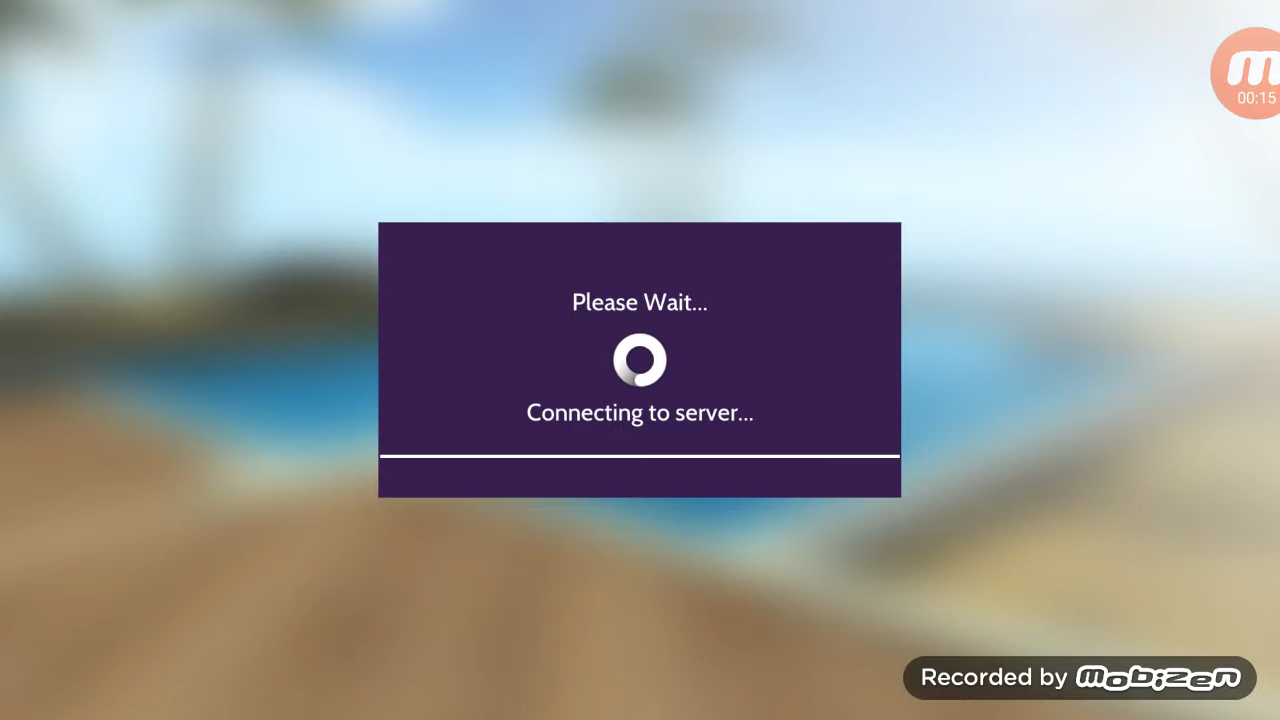 m
00:15
Please Wait...
Connecting to server...
Recorded by mobizen